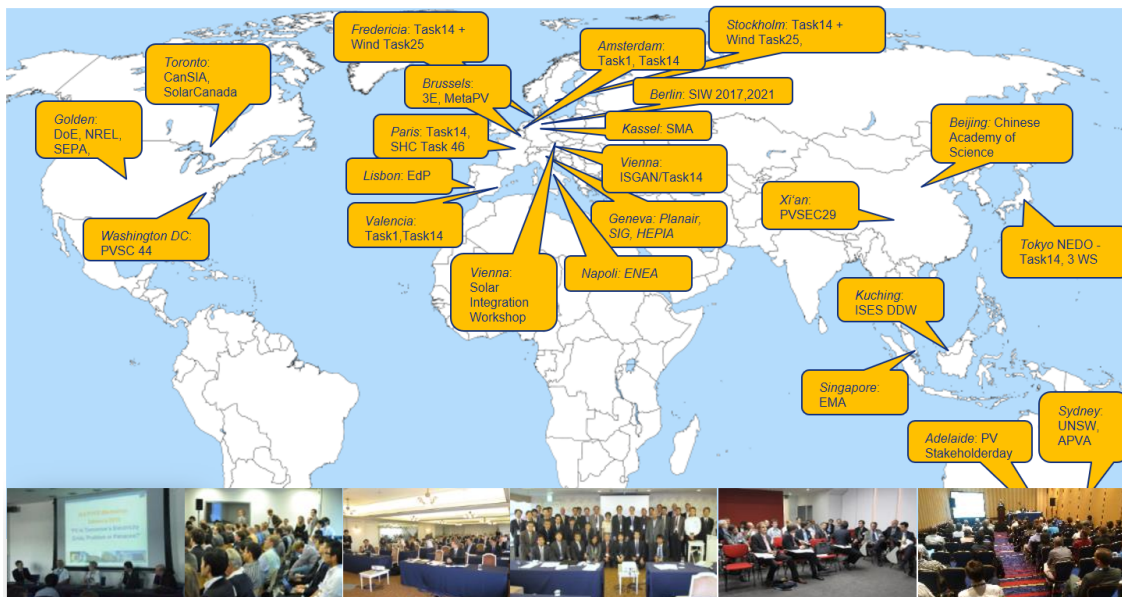 Fredericia: Task14 +
Wind Task25
Stockholm: Task14 +
Wind Task25,
Amsterdam:
Task1, Task14
Toronto:
CanSIA,
SolarCanada
Brussels:
3E, MetaPV
Berlin: SIW 2017,2021
Golden:
DoE, NREL,
SEPA,
Kassel: SMA
Beijing: Chinese
Academy of
Science
Paris: Task14,
SHC Task 46
Vienna:
ISGAN/Task14
Lisbon: EdP
Xi'an:
PVSEC29
Valencia:
Task1,Task14
Geneva: Planair,
SIG, HEPIA
Washington DC:
PVSC 44
Tokyo NEDO -
Task14, 3 WS
Vienna:
Solar
Integration
Workshop
Napoli: ENEA
Kuching:
ISES DDW
Singapore:
EMA
Sydney:
UNSW,
APVA
Adelaide: PV
Stakeholderday